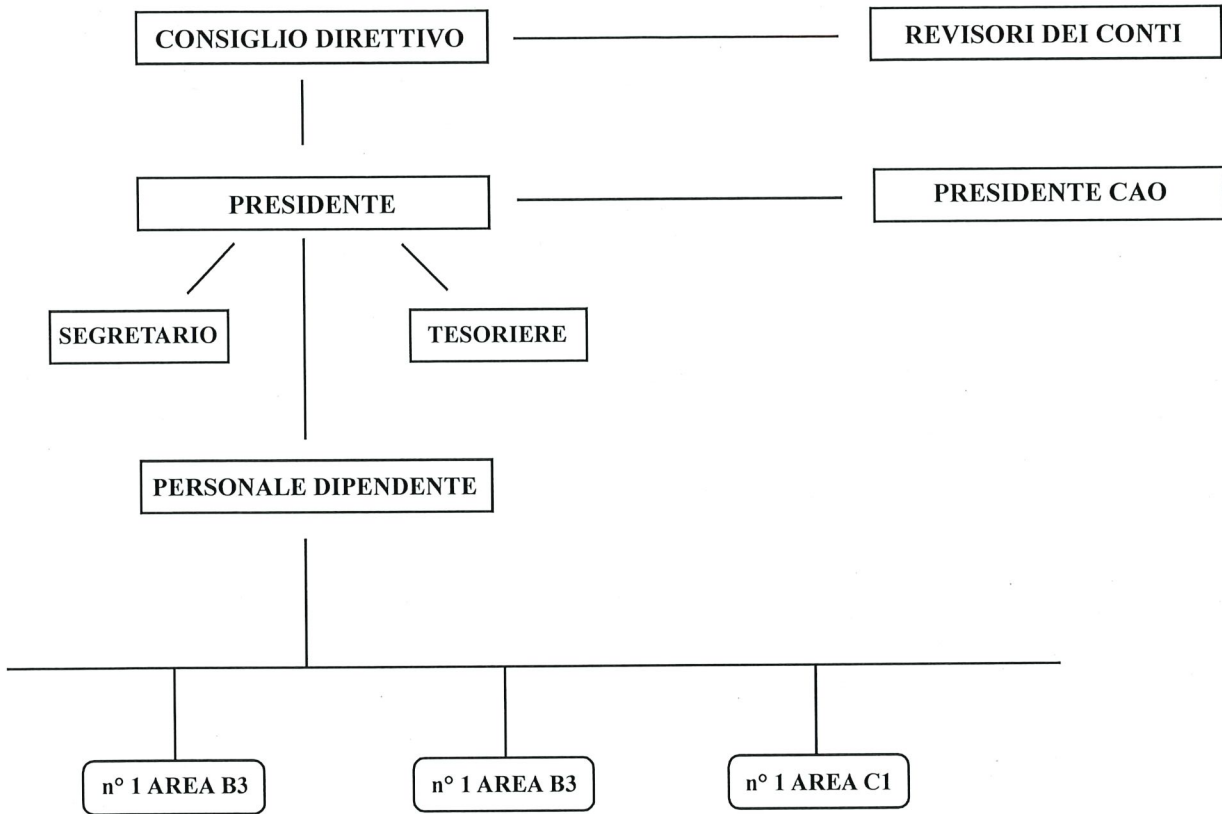 CONSIGLIO DIRETTIVO
REVISORI DEI CONTI
PRESIDENTE
PRESIDENTE CAO
SEGRETARIO
TESORIERE
PERSONALE DIPENDENTE
n° 1 AREA B3
n° 1 AREA B3
n° 1 AREA C1